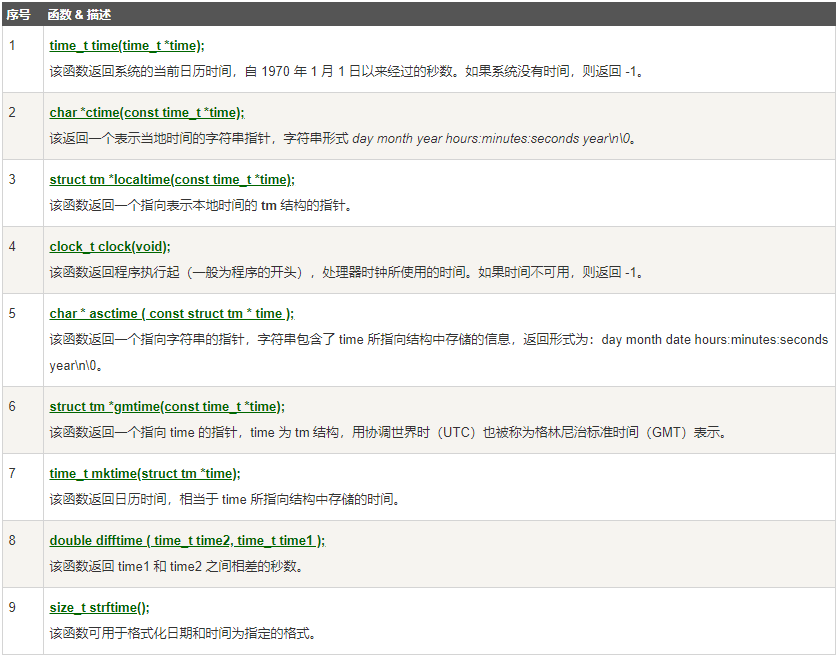 序号 函数 & 描述
1 time_t time(time_t *time);
该函数返回系统的当前日历时间，自 1970 年 1 月 1 日以来经过的秒数。如果系统没有时间，则返回 -1。
2 char *ctime(const time_t *time);
该返回一个表示当地时间的字符串指针，字符串形式 day month year hours:minutes:seconds year\n\0。
3 struct tm *localtime(const time_t *time);
该函数返回一个指向表示本地时间的 tm 结构的指针。
4 clock_t clock(void);
该函数返回程序执行起（一般为程序的开头），处理器时钟所使用的时间。如果时间不可用，则返回 -1。
5 char * asctime ( const struct tm * time );
该函数返回一个指向字符串的指针，字符串包含了 time 所指向结构中存储的信息，返回形式为：day month date hours:minutes:seconds
year\n\0。
6 struct tm *gmtime(const time_t *time);
该函数返回一个指向 time 的指针，time 为 tm 结构，用协调世界时（UTC）也被称为格林尼治标准时间（GMT）表示。
7 time_t mktime(struct tm *time);
该函数返回日历时间，相当于 time 所指向结构中存储的时间。
8 double difftime ( time_t time2, time_t time1 );
该函数返回 time1 和 time2 之间相差的秒数。
9 size_t strftime();
该函数可用于格式化日期和时间为指定的格式。